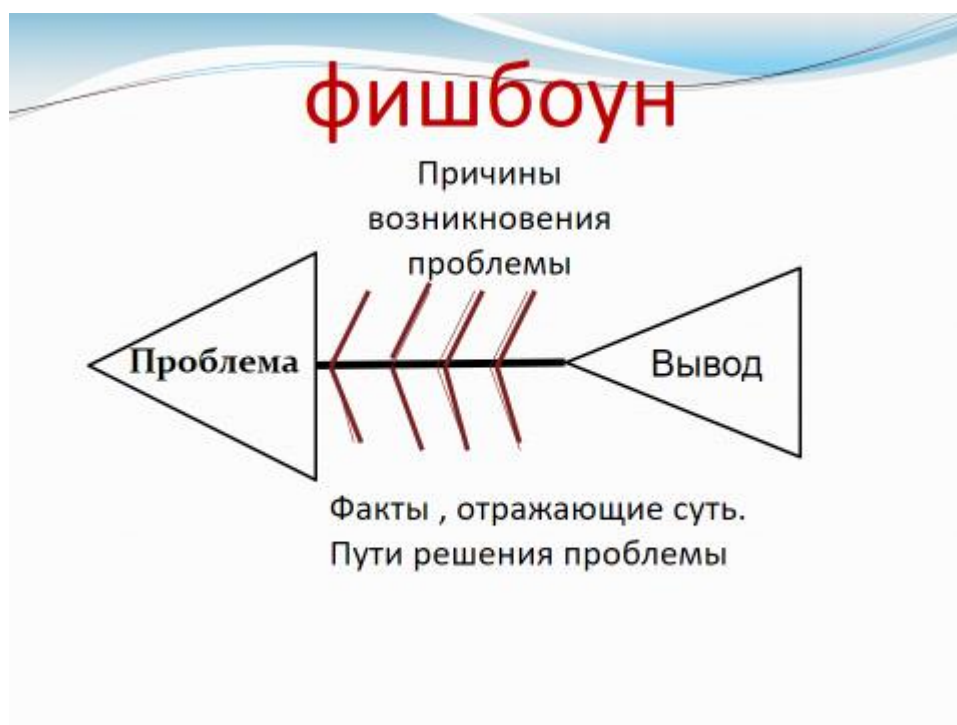 фишбоун
Причины
возникновения
проблемы
Проблема
Вывод
Факты , отражающие суть.
Пути решения проблемы